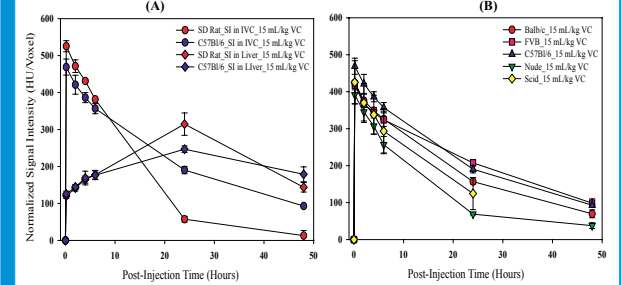 (A)
(B)
600
500
400
300
200
100
0
0
10
20
30
40
50
Normalized Signal Intensity (HU/Voxel)
Post-Injection Time (Hours)
SD Rat_SI in IVC_15 mL/kg VC
C57Bl/6_SI in IVC_15 mL/kg VC
SD Rat_SI in Liver_15 mL/kg VC
C57Bl/6_SI in LIver_15 mL/kg VC
600
500
400
300
200
100
0
0
10
20
30
40
50
Post-Injection Time (Hours)
Balb/c_15 mL/kg VC
FVB_15 mL/kg VC
C57Bl/6_15 mL/kg VC
Nude_15 mL/kg VC
Scid_15 mL/kg VC